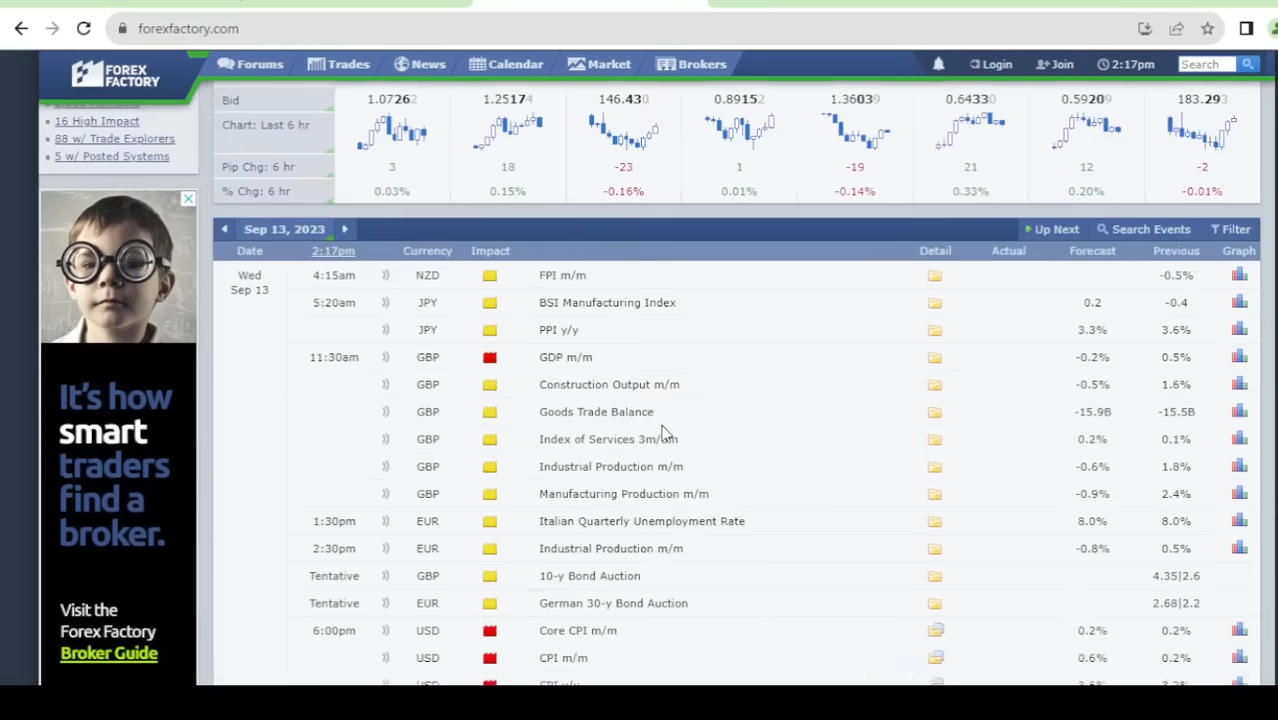 forexfactory.com
FOREX FACTORY
Forums Trades News Calendar Market Brokers Login Join 2:17pm Search
16 High Impact
88 w/ Trade Explorers
5 w/ Posted Systems
Bid 1.07262 1.25174 146.430 0.89152 1.36039 0.64330 0.59209 183.293
Chart: Last 6 hr
Pip Chg: 6 hr 3 18 -23 1 -19 21 12 -2
% Chg: 6 hr 0.03% 0.15% -0.16% 0.01% -0.14% 0.33% 0.20% -0.01%
Sep 13, 2023 Up Next Search Events Filter
Date 2:17pm Currency Impact Detail Actual Forecast Previous Graph
Wed Sep 13 4:15am NZD FPI m/m -0.5%
5:20am JPY BSI Manufacturing Index 0.2 -0.4
JPY PPI y/y 3.3% 3.6%
11:30am GBP GDP m/m -0.2% 0.5%
GBP Construction Output m/m -0.5% 1.6%
GBP Goods Trade Balance -15.9B -15.5B
GBP Index of Services 0.2% 0.1%
GBP Industrial Production m/m -0.6% 1.8%
GBP Manufacturing Production m/m -0.9% 2.4%
1:30pm EUR Italian Quarterly Unemployment Rate 8.0% 8.0%
2:30pm EUR Industrial Production m/m -0.8% 0.5%
Tentative GBP 10-y Bond Auction 4.35|2.6
Tentative EUR German 30-y Bond Auction 2.68|2.2
6:00pm USD Core CPI m/m 0.2% 0.2%
USD CPI m/m 0.6% 0.2%
It's how
smart
traders
find a
broker.
Visit the
Forex Factory
Broker Guide